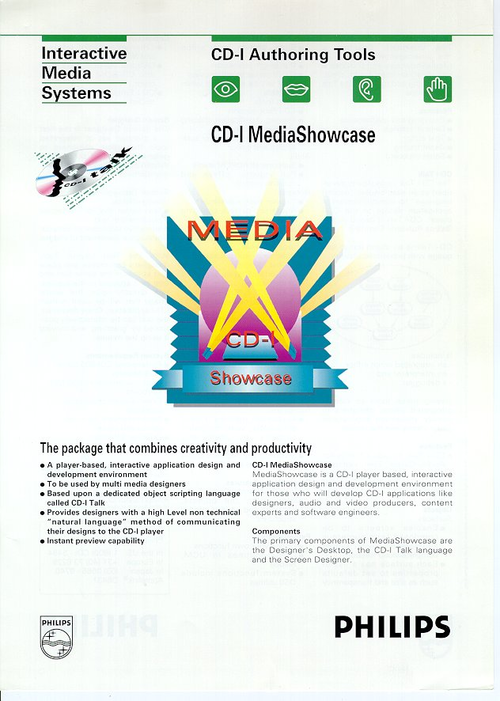 Interactive
Media
Systems
CD-I Authoring Tools
CD-I MediaShowcase
CD-I talk
MEDIA
CD-I
Showcase
The package that combines creativity and productivity
● A player-based, interactive application design and
development environment
● To be used by multi media designers
● Based upon a dedicated object scripting language
called CD-I Talk
● Provides designers with a high Level non technical
"natural language" method of communicating
their designs to the CD-I player
● Instant preview capability
CD-I MediaShowcase
MediaShowcase is a CD-I player based, interactive
application design and development environment
for those who will develop CD-I applications like
designers, audio and video producers, content
experts and software engineers.
Components
The primary components of MediaShowcase are
the Designer's Desktop, the CD-I Talk language
and the Screen Designer.
PHILIPS
PHILIPS